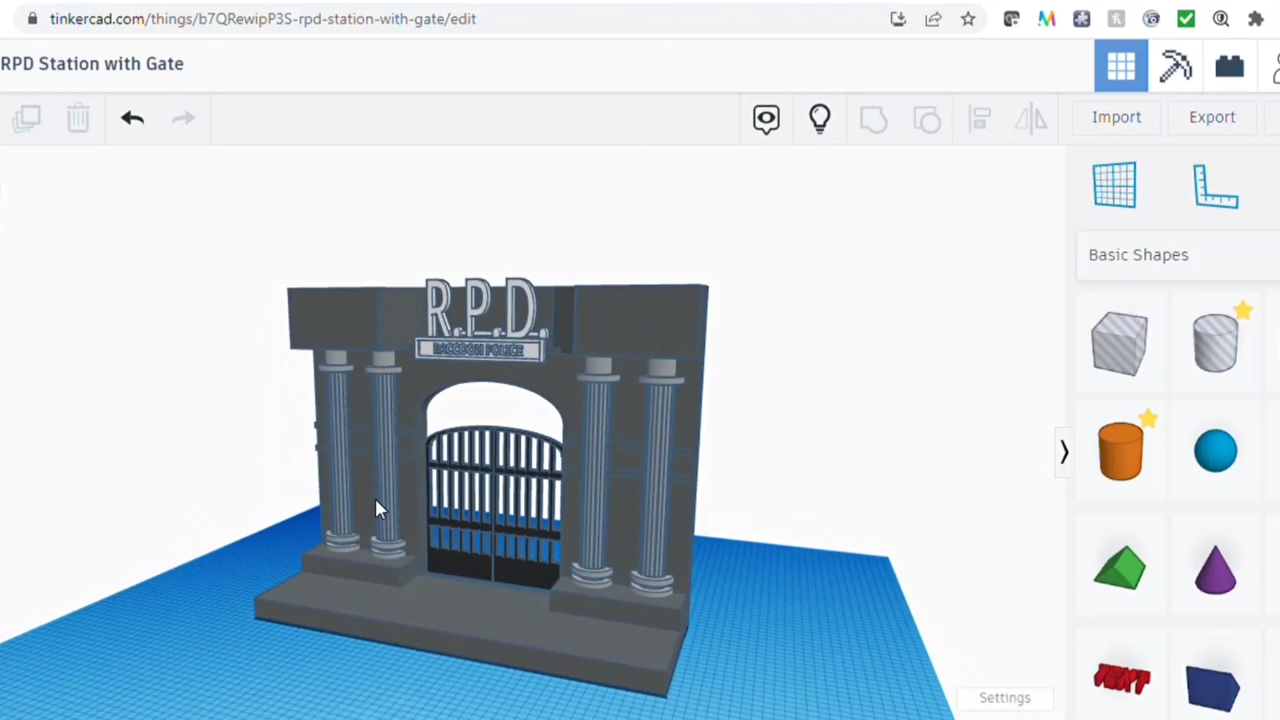 tinkercad.com/things/b7QRewipP3S-rpd-station-with-gate/edit
RPD Station with Gate
Import
Export
Basic Shapes
R.P.D.
RACCOON POLICE
TEXT
Settings